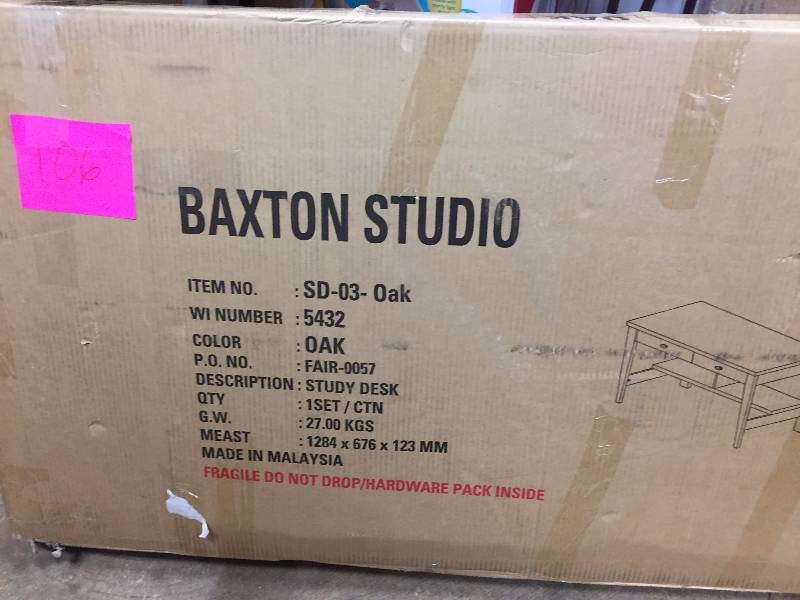 OAK
106
BAXTON STUDIO
ITEM NO. : SD-03- Oak
WI NUMBER : 5432
COLOR : OAK
P.O. NO. : FAIR-0057
DESCRIPTION : STUDY DESK
QTY : 1SET / CTN
G.W. : 27.00 KGS
MEAST : 1284 x 676 x 123 MM
MADE IN MALAYSIA
FRAGILE DO NOT DROP/HARDWARE PACK INSIDE